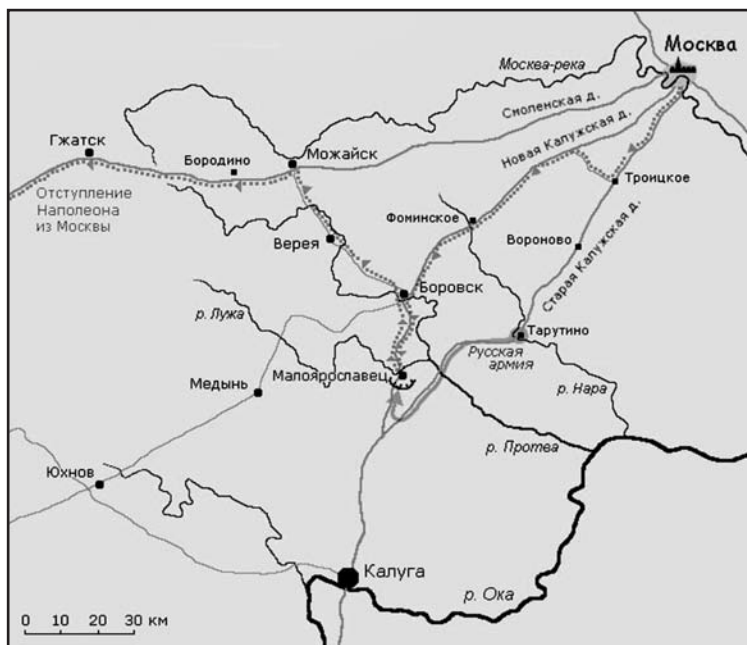 Москва
Москва-река
Смоленская д.
Новая Калужская д.
Гжатск
Бородино
Можайск
Троицкое
Отступление
Наполеона
из Москвы
Фоминское
Верея
Вороново
Старая Калужская д.
Боровск
р. Лужа
Тарутино
Русская
армия
Малоярославец
Медынь
р. Нара
р. Протва
Юхнов
Калуга
р. Ока
0 10 20 30 км